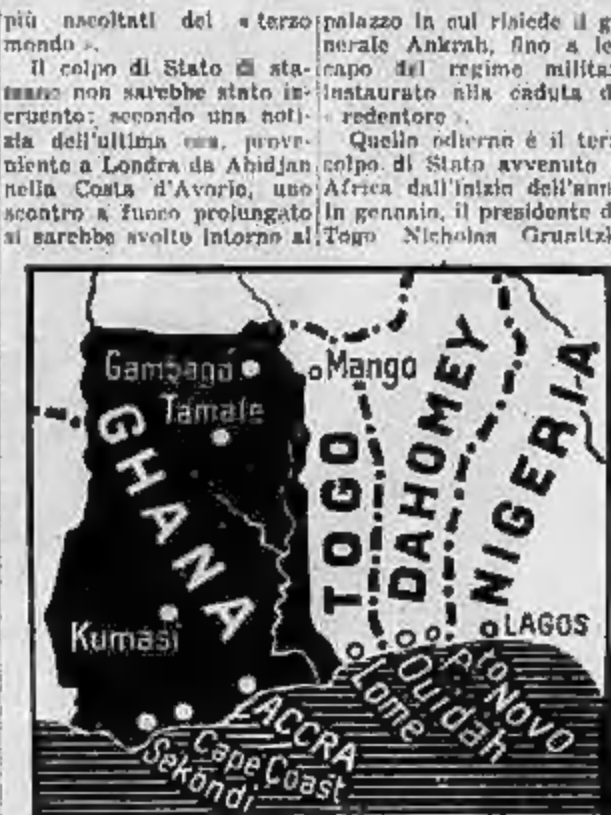 più ascoltati del « terzo
mondo ».
Il colpo di Stato di sta-
mane non sarebbe stato in-
cruento: secondo una noti-
zia dell'ultima ora, prove-
niente a Londra da Abidjan
nella Costa d'Avorio, uno
scontro a fuoco prolungato
si sarebbe svolto intorno al
palazzo in cui risiede il g
nerale Ankrah, fino a ie
capo del regime milita
instaurato alla caduta d
« redentore ».
Quello odierno è il ter
colpo di Stato avvenuto
Africa dall'inizio dell'ann
In gennaio, il presidente d
Togo Nicholas Grunitzk
Gambaga
Mango
Tamale
GHANA
TOGO
DAHOMEY
NIGERIA
Kumasi
LAGOS
Pto NOVO
Ouidah
Lome
ACCRA
Cape Coast
Sekondi